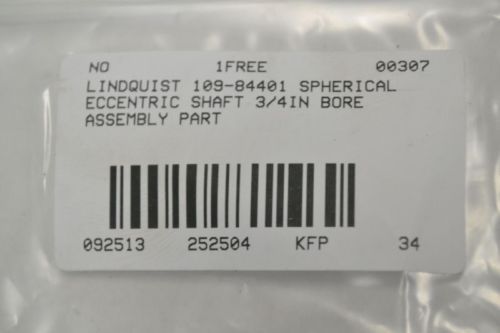 NO 1FREE 00307
LINDQUIST 109-84401 SPHERICAL
ECCENTRIC SHAFT 3/4IN BORE
ASSEMBLY PART
092513 252504 KFP 34